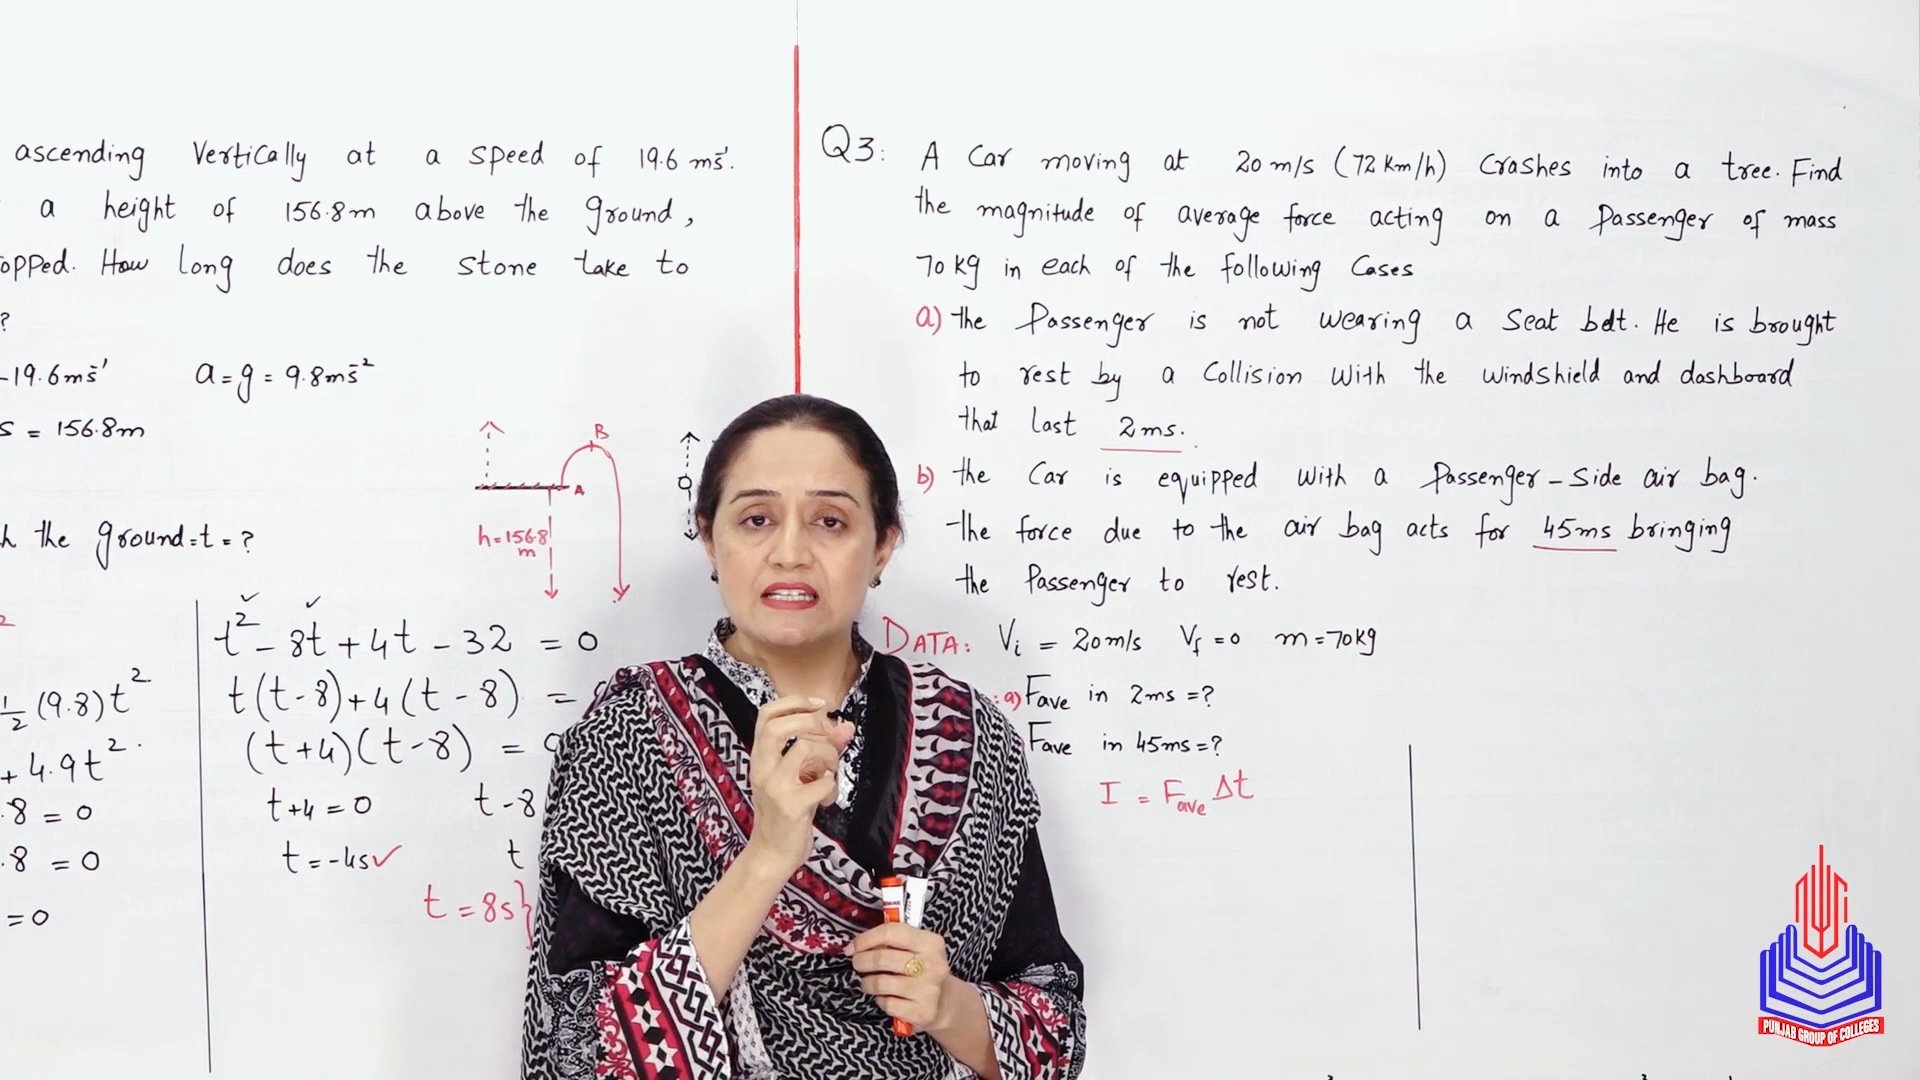 ascending Vertically at a speed of 19.6 ms⁻¹.
a height of 156.8m above the ground,
opped. How long does the stone take to
?
-19.6ms⁻¹ a = g = 9.8ms⁻²
s = 156.8m
h the ground = t = ?
B
A
h = 156.8
m
t² - 8t + 4t - 32 = 0
t(t-8)+4(t-8) =
(t+4)(t-8) =
t+4 = 0 t-8
t = -4s✓ t
t = 8s}
2
1/2 (9.8)t²
+ 4.9t².
.8 = 0
.8 = 0
= 0
Q3: A Car moving at 20 m/s (72 Km/h) Crashes into a tree. Find
the magnitude of average force acting on a Passenger of mass
70 kg in each of the following Cases
a) the Passenger is not wearing a Seat belt. He is brought
to rest by a Collision with the windshield and dashboard
that last 2ms.
b) the Car is equipped with a Passenger-Side air bag.
The force due to the air bag acts for 45ms bringing
the Passenger to rest.
DATA: Vi = 20m/s Vf = 0 m = 70kg
:a) Fave in 2ms = ?
Fave in 45ms = ?
I = Fave Δt
PUNJAB GROUP OF COLLEGES